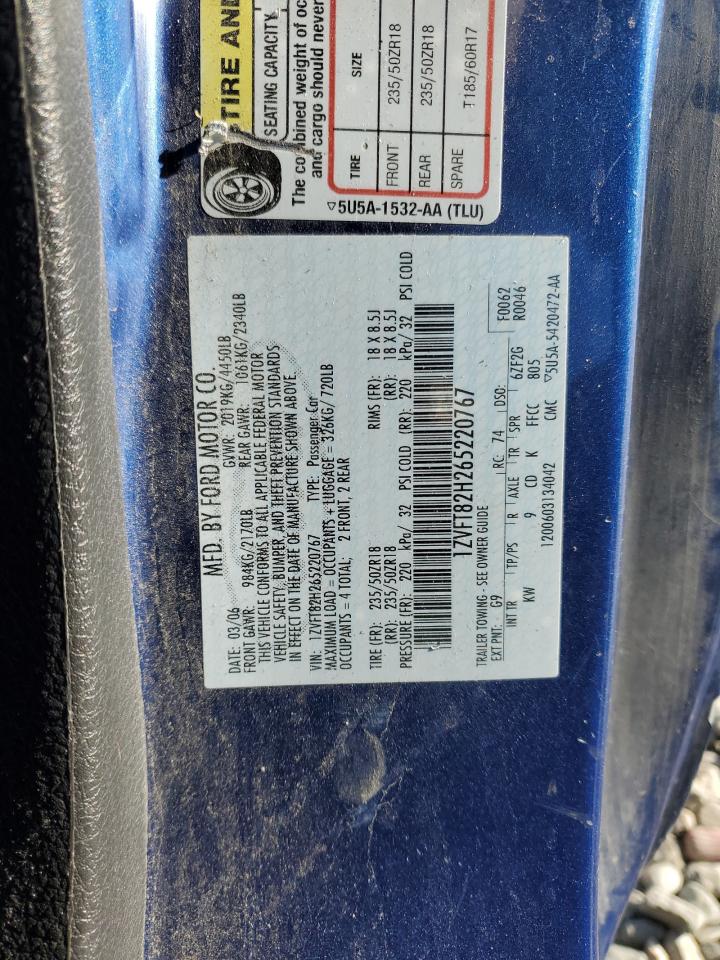 TIRE AND
SEATING CAPACITY
The combined weight of oc
and cargo should never
TIRE SIZE
FRONT 235/50ZR18
REAR 235/50ZR18
SPARE T185/60R17
▽5U5A-1532-AA (TLU)
MFD. BY FORD MOTOR CO.
DATE: 03/06 GVWR: 2019KG/4450LB
FRONT GAWR: 984KG/2170LB REAR GAWR: 1061KG/2340LB
THIS VEHICLE CONFORMS TO ALL APPLICABLE FEDERAL MOTOR
VEHICLE SAFETY, BUMPER, AND THEFT PREVENTION STANDARDS
IN EFFECT ON THE DATE OF MANUFACTURE SHOWN ABOVE.
VIN: 1ZVFT82H265220767 TYPE: Passenger Car
MAXIMUM LOAD = OCCUPANTS + LUGGAGE = 326KG/ 720LB
OCCUPANTS = 4 TOTAL; 2 FRONT, 2 REAR
TIRE (FR): 235/50ZR18 RIMS (FR): 18 X 8.5J
(RR): 235/50ZR18 (RR): 18 X 8.5J
PRESSURE (FR): 220 kPa/ 32 PSI COLD (RR): 220 kPa/ 32 PSI COLD
1ZVFT82H265220767
TRAILER TOWING - SEE OWNER GUIDE
EXT PNT: G9 RC: 74 DSO: F0062
R0046
INT TR TP/PS R AXLE TR SPR 6ZF2G
KW 9 CD K FFCC 805
1200603134042 CMC ▽5U5A-5420472-AA